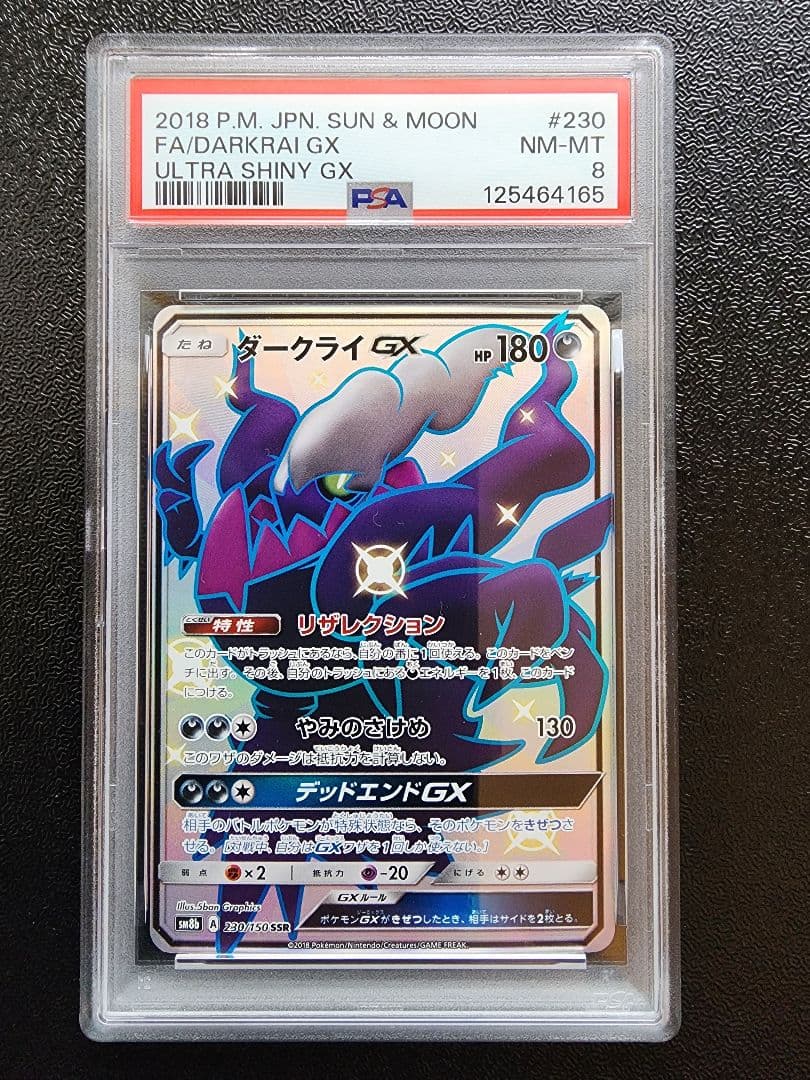 2018 P.M. JPN. SUN & MOON #230
FA/DARKRAI GX NM-MT
ULTRA SHINY GX 8
PSA 125464165
たね ダークライGX HP 180
とくせい 特性 リザレクション
このカードがトラッシュにあるなら、自分の番に1回使える。このカードをベン
チに出す。その後、自分のトラッシュにあるエネルギーを1枚、このカード
につける。
やみのさけめ 130
このワザのダメージは抵抗力を計算しない。
デッドエンドGX
相手のバトルポケモンが特殊状態なら、そのポケモンをきぜつさ
せる。[対戦中、自分はGXワザを1回しか使えない。]
弱点 ×2 抵抗力 -20 にげる
GXルール
ポケモンGXがきぜつしたとき、相手はサイドを2枚とる。
Illus.5ban Graphics
SM8b A 230/150 SSR
©2018 Pokémon/Nintendo/Creatures/GAME FREAK.